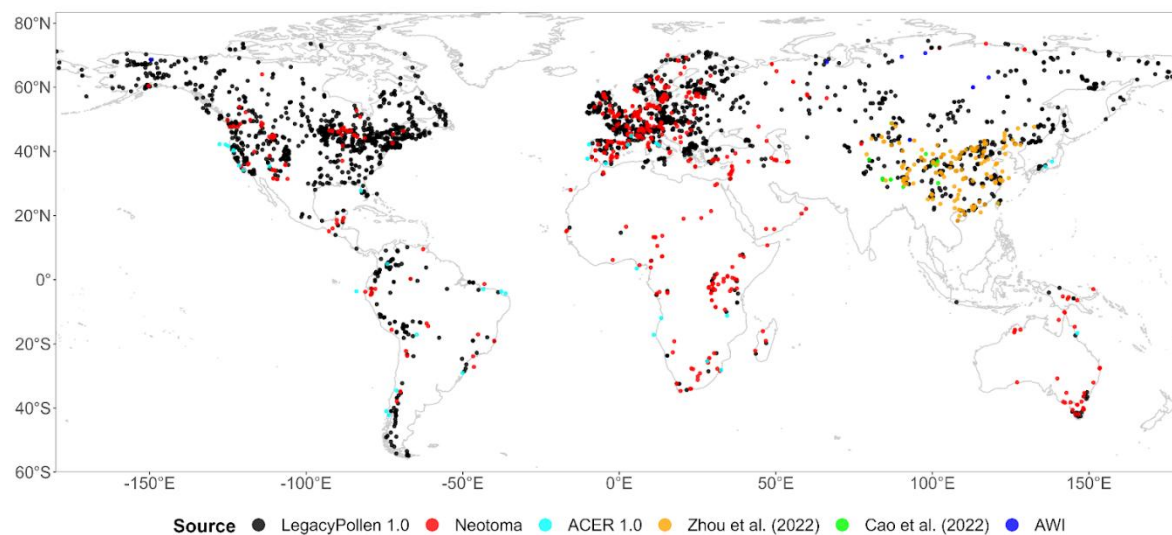 80°N
60°N
40°N
20°N
0°
20°S
40°S
60°S
-150°E -100°E -50°E 0°E 50°E 100°E 150°E
Source LegacyPollen 1.0 Neotoma ACER 1.0 Zhou et al. (2022) Cao et al. (2022) AWI